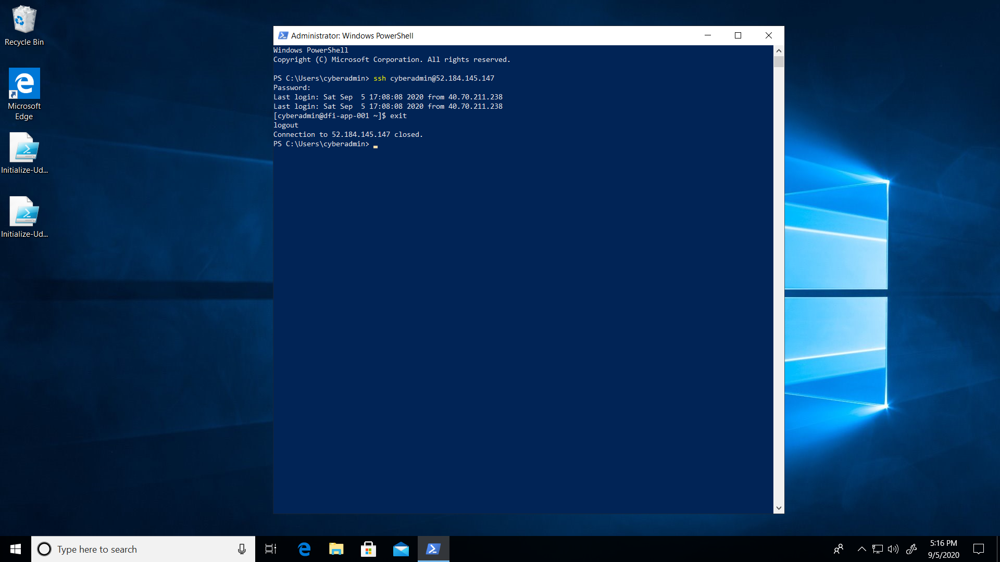 Recycle Bin
Microsoft
Edge
Initialize-Ud...
Initialize-Ud...
Administrator: Windows PowerShell
Windows PowerShell
Copyright (C) Microsoft Corporation. All rights reserved.
PS C:\Users\cyberadmin> ssh cyberadmin@52.184.145.147
Password:
Last login: Sat Sep  5 17:08:08 2020 from 40.70.211.238
Last login: Sat Sep  5 17:08:08 2020 from 40.70.211.238
[cyberadmin@dfi-app-001 ~]$ exit
logout
Connection to 52.184.145.147 closed.
PS C:\Users\cyberadmin>
Type here to search
5:16 PM
9/5/2020